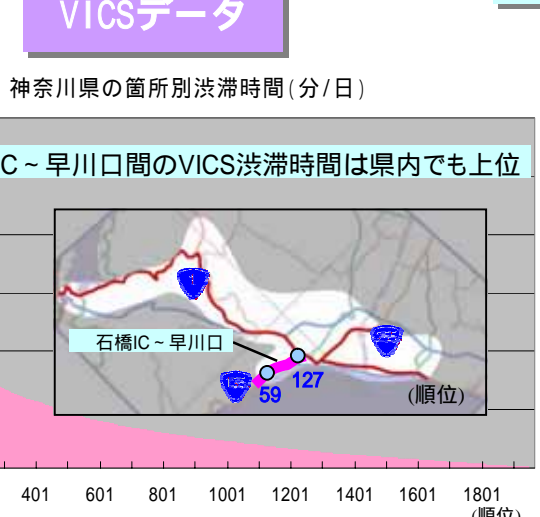 VICSデータ
神奈川県の箇所別渋滞時間(分/日)
C～早川口間のVICS渋滞時間は県内でも上位
1
石橋IC～早川口
59
127
(順位)
401 601 801 1001 1201 1401 1601 1801
(順位)